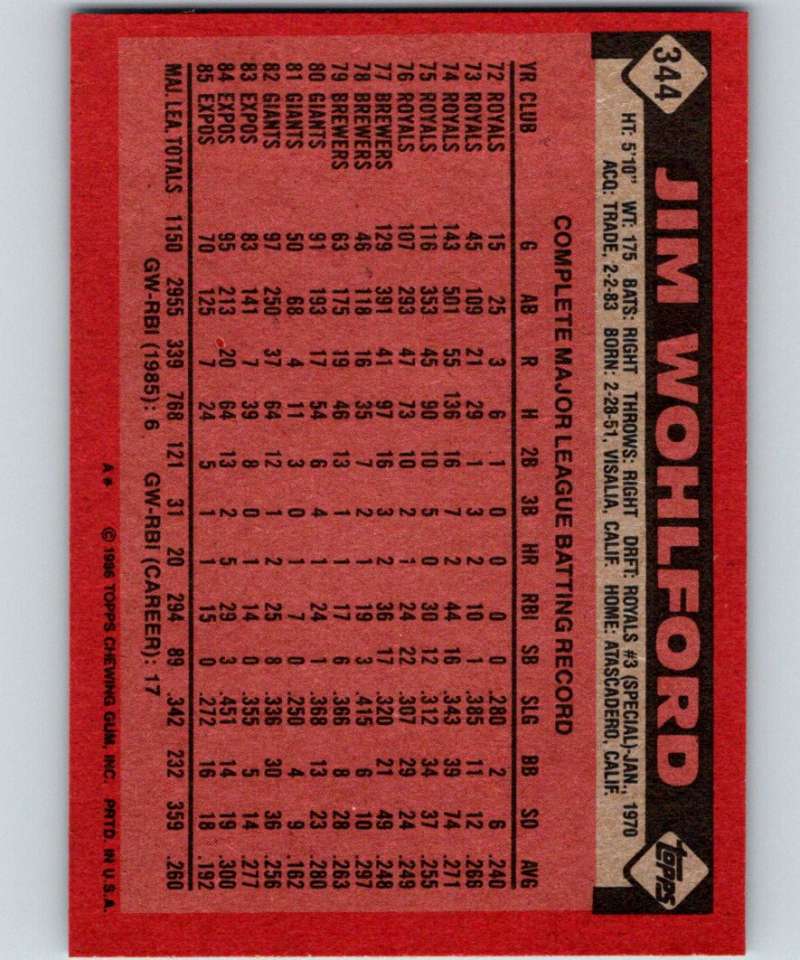 344
JIM WOHLFORD
topps
HT: 5'10" WT: 175 BATS: RIGHT THROWS: RIGHT DRFT: ROYALS #3 (SPECIAL)-JAN., 1970
ACQ: TRADE, 2-2-83 BORN: 2-28-51, VISALIA, CALIF. HOME: ATASCADERO, CALIF.
COMPLETE MAJOR LEAGUE BATTING RECORD
YR CLUB G AB R H 2B 3B HR RBI SB SLG BB SO AVG
72 ROYALS 15 25 3 6 1 0 0 0 0 .280 2 6 .240
73 ROYALS 45 109 21 29 1 3 2 10 1 .385 11 12 .266
74 ROYALS 143 501 55 136 16 7 2 44 16 .343 39 74 .271
75 ROYALS 116 353 45 90 10 5 0 30 12 .312 34 37 .255
76 ROYALS 107 293 47 73 10 2 1 24 22 .307 29 24 .249
77 BREWERS 129 391 41 97 16 3 2 36 17 .320 21 49 .248
78 BREWERS 46 118 16 35 7 2 1 19 3 .415 6 10 .297
79 BREWERS 63 175 19 46 13 1 1 17 6 .366 8 28 .263
80 GIANTS 91 193 17 54 6 4 1 24 1 .368 13 23 .280
81 GIANTS 50 68 4 11 3 0 1 7 0 .250 4 9 .162
82 GIANTS 97 250 37 64 12 1 2 25 8 .336 30 36 .256
83 EXPOS 83 141 7 39 8 0 1 14 0 .355 5 14 .277
84 EXPOS 95 213 20 64 13 2 5 29 3 .451 14 19 .300
85 EXPOS 70 125 7 24 5 1 1 15 0 .272 16 18 .192
MAJ. LEA. TOTALS 1150 2955 339 768 121 31 20 294 89 .342 232 359 .260
GW-RBI (1985): 6 GW-RBI (CAREER): 17
A* © 1986 TOPPS CHEWING GUM, INC. PRTD. IN U.S.A.